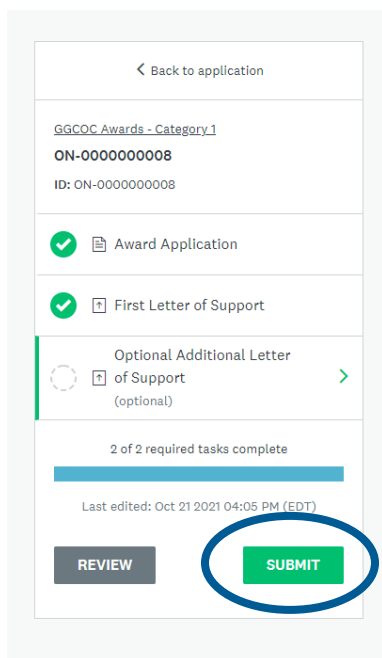 Back to application
GGCOC Awards - Category 1
ON-0000000008
ID: ON-0000000008
Award Application
First Letter of Support
Optional Additional Letter
of Support
(optional)
2 of 2 required tasks complete
Last edited: Oct 21 2021 04:05 PM (EDT)
REVIEW SUBMIT